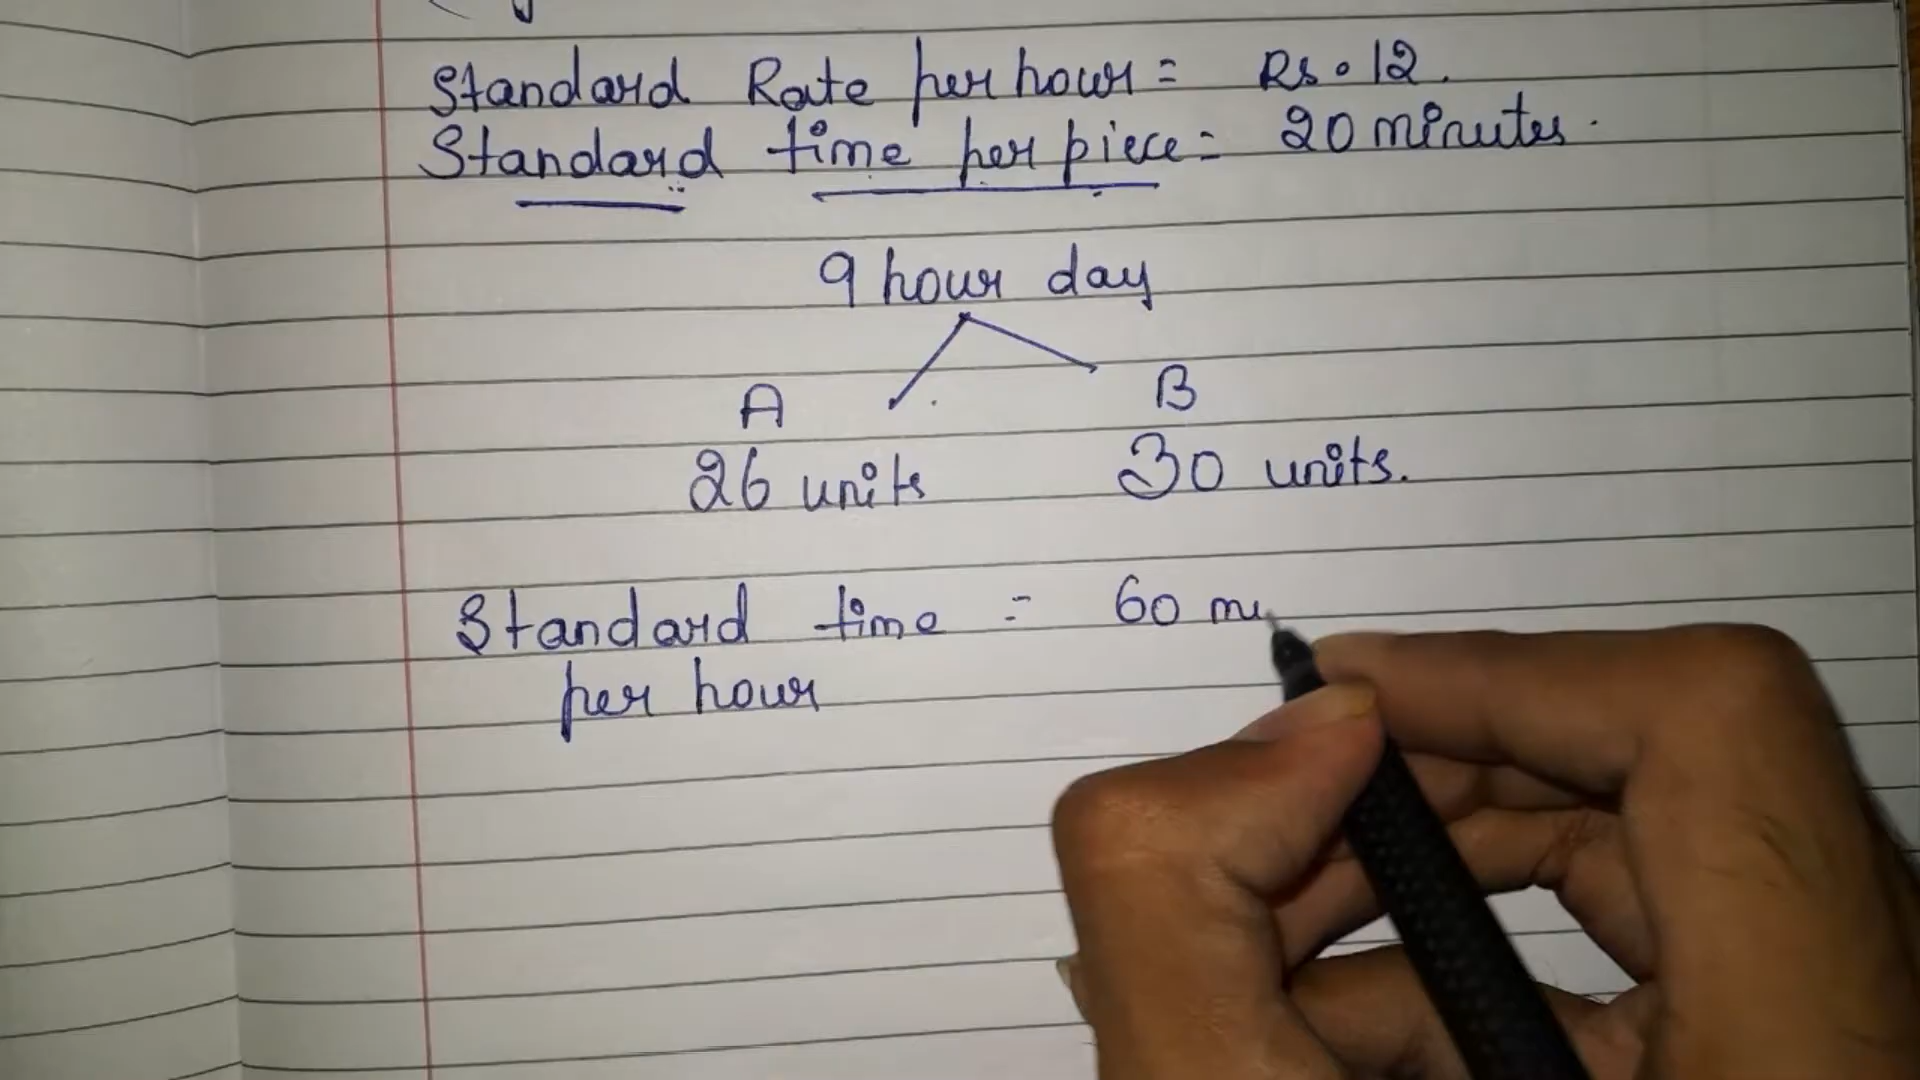 Standard Rate per hour = Rs. 12.
Standard time per piece = 20 minutes.
9 hour day
A B
26 units 30 units.
Standard time = 60
per hour